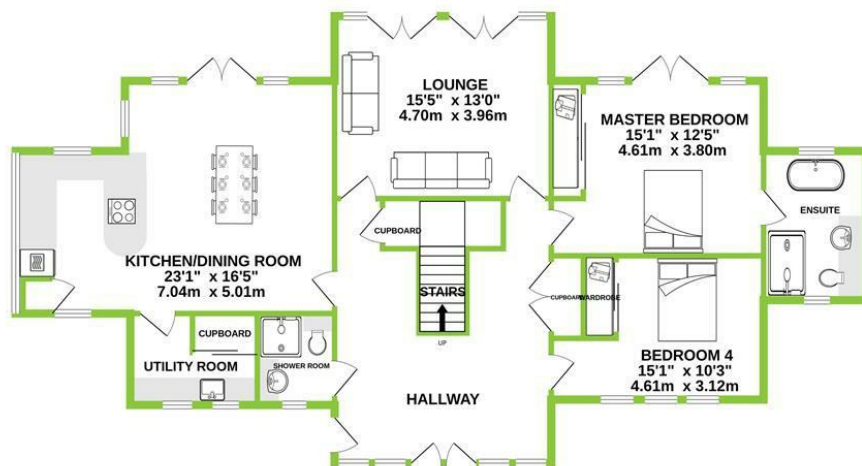 LOUNGE
15'5" x 13'0"
4.70m x 3.96m
MASTER BEDROOM
15'1" x 12'5"
4.61m x 3.80m
ENSUITE
CUPBOARD
KITCHEN/DINING ROOM
23'1" x 16'5"
7.04m x 5.01m
STAIRS
UP
CUPBOARD
WARDROBE
CUPBOARD
UTILITY ROOM
SHOWER ROOM
BEDROOM 4
15'1" x 10'3"
4.61m x 3.12m
HALLWAY